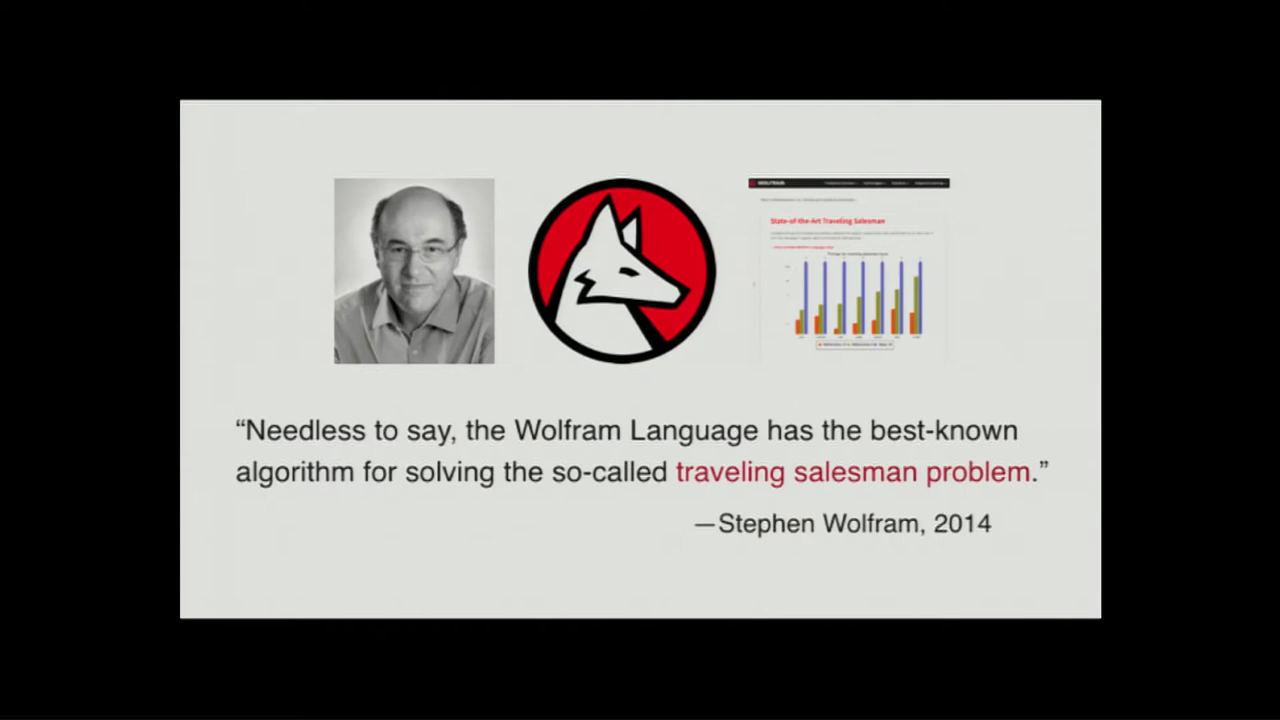 WOLFRAM
State-of-the-Art Traveling Salesman
“Needless to say, the Wolfram Language has the best-known
algorithm for solving the so-called traveling salesman problem.”
—Stephen Wolfram, 2014